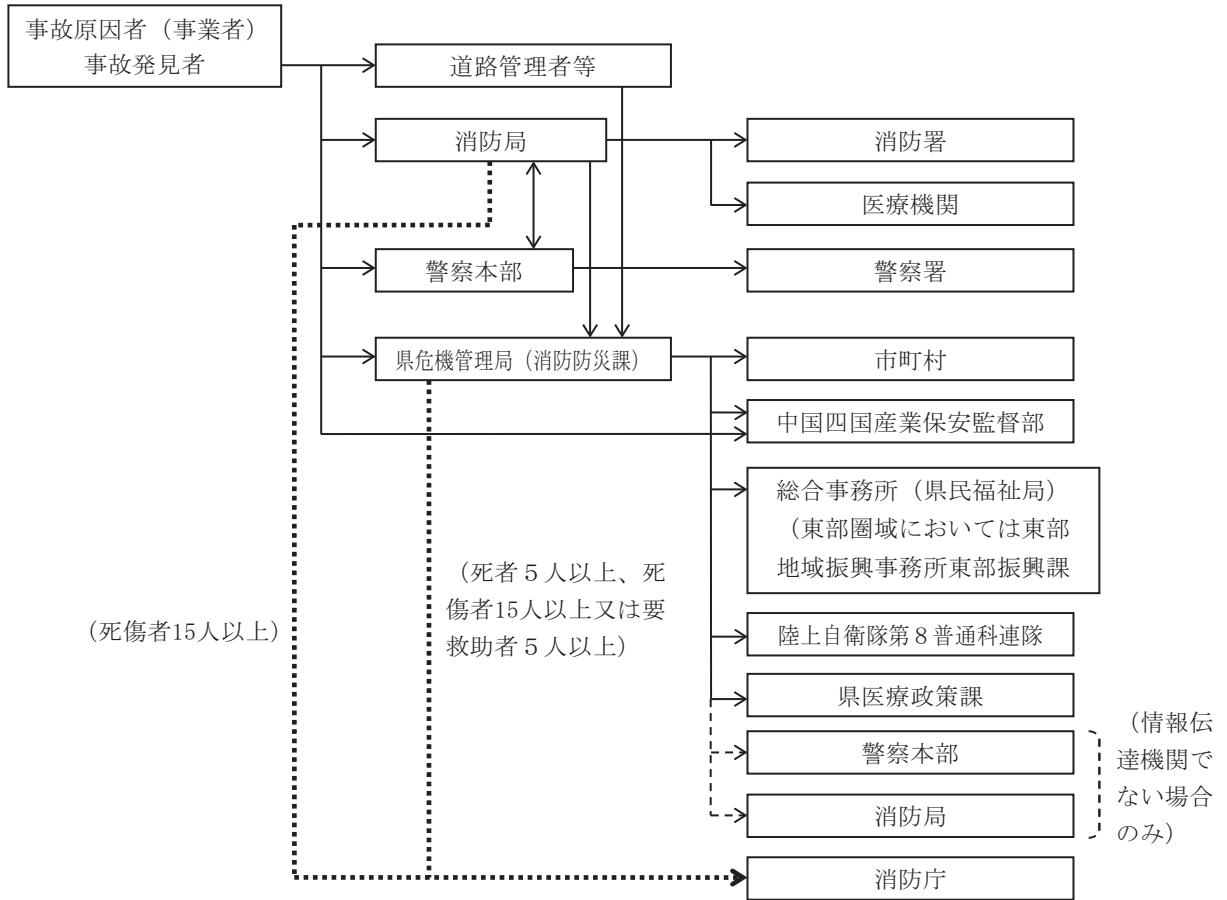 事故原因者（事業者）
事故発見者
道路管理者等
消防局
消防署
医療機関
警察本部
警察署
県危機管理局（消防防災課）
市町村
中国四国産業保安監督部
総合事務所（県民福祉局）
（東部圏域においては東部
地域振興事務所東部振興課
（死者５人以上、死
傷者15人以上又は要
救助者５人以上）
（死傷者15人以上）
陸上自衛隊第８普通科連隊
県医療政策課
警察本部
消防局
（情報伝
達機関で
ない場合
のみ）
消防庁